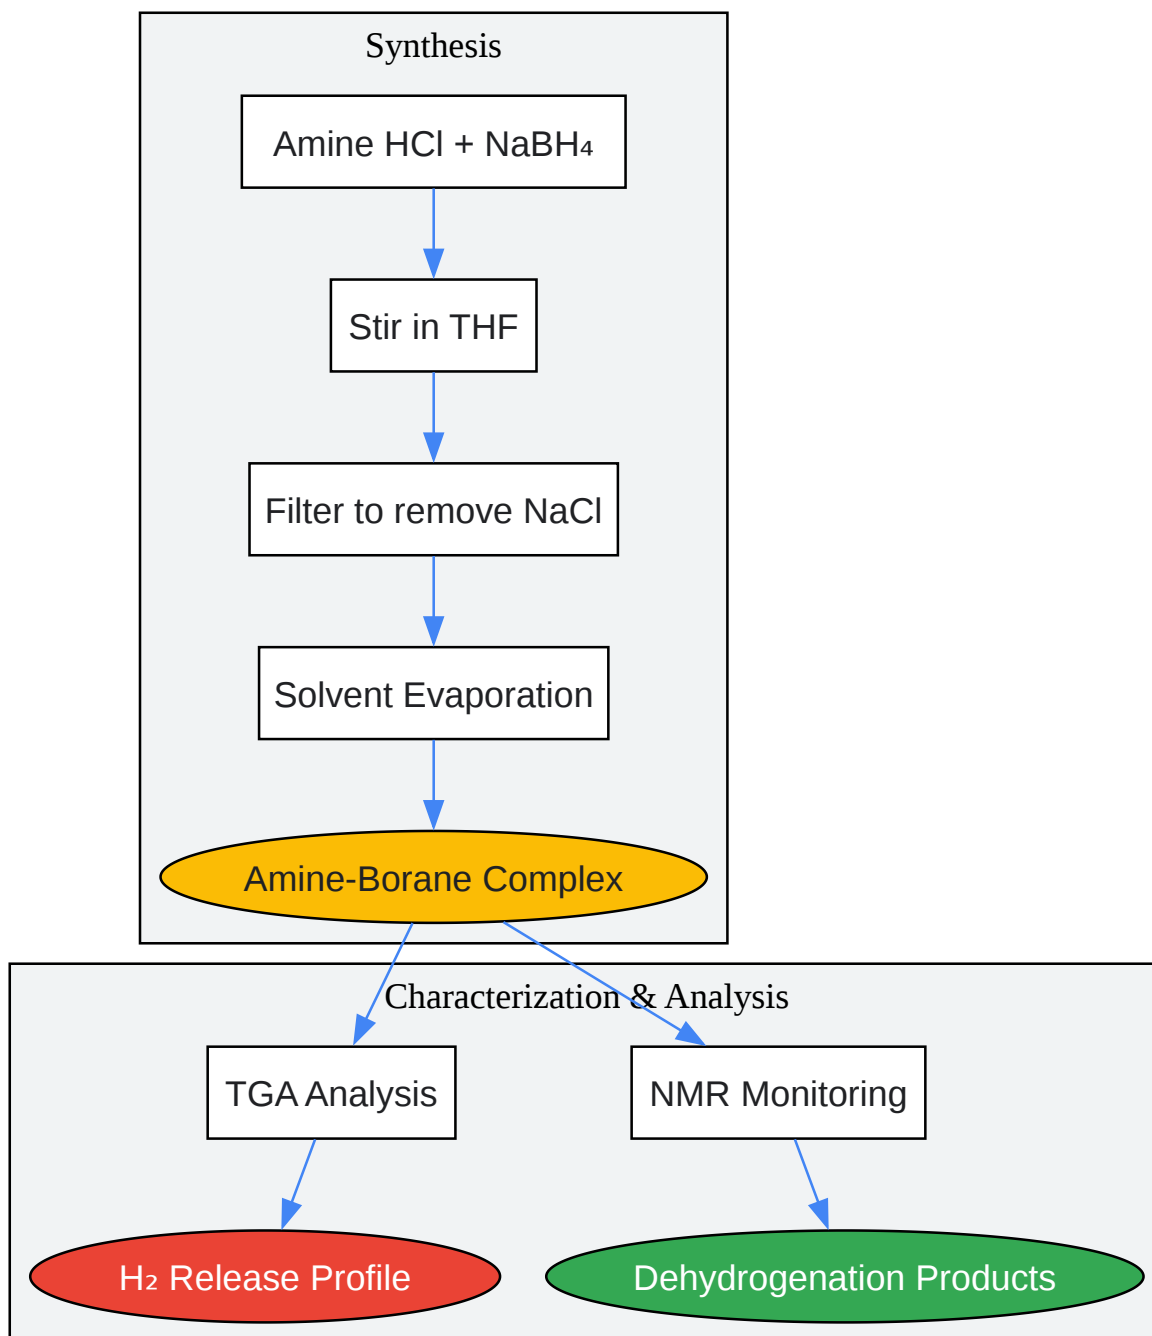 Synthesis
Amine HCl + NaBH₄
Stir in THF
Filter to remove NaCl
Solvent Evaporation
Amine-Borane Complex
Characterization & Analysis
TGA Analysis
NMR Monitoring
H₂ Release Profile
Dehydrogenation Products